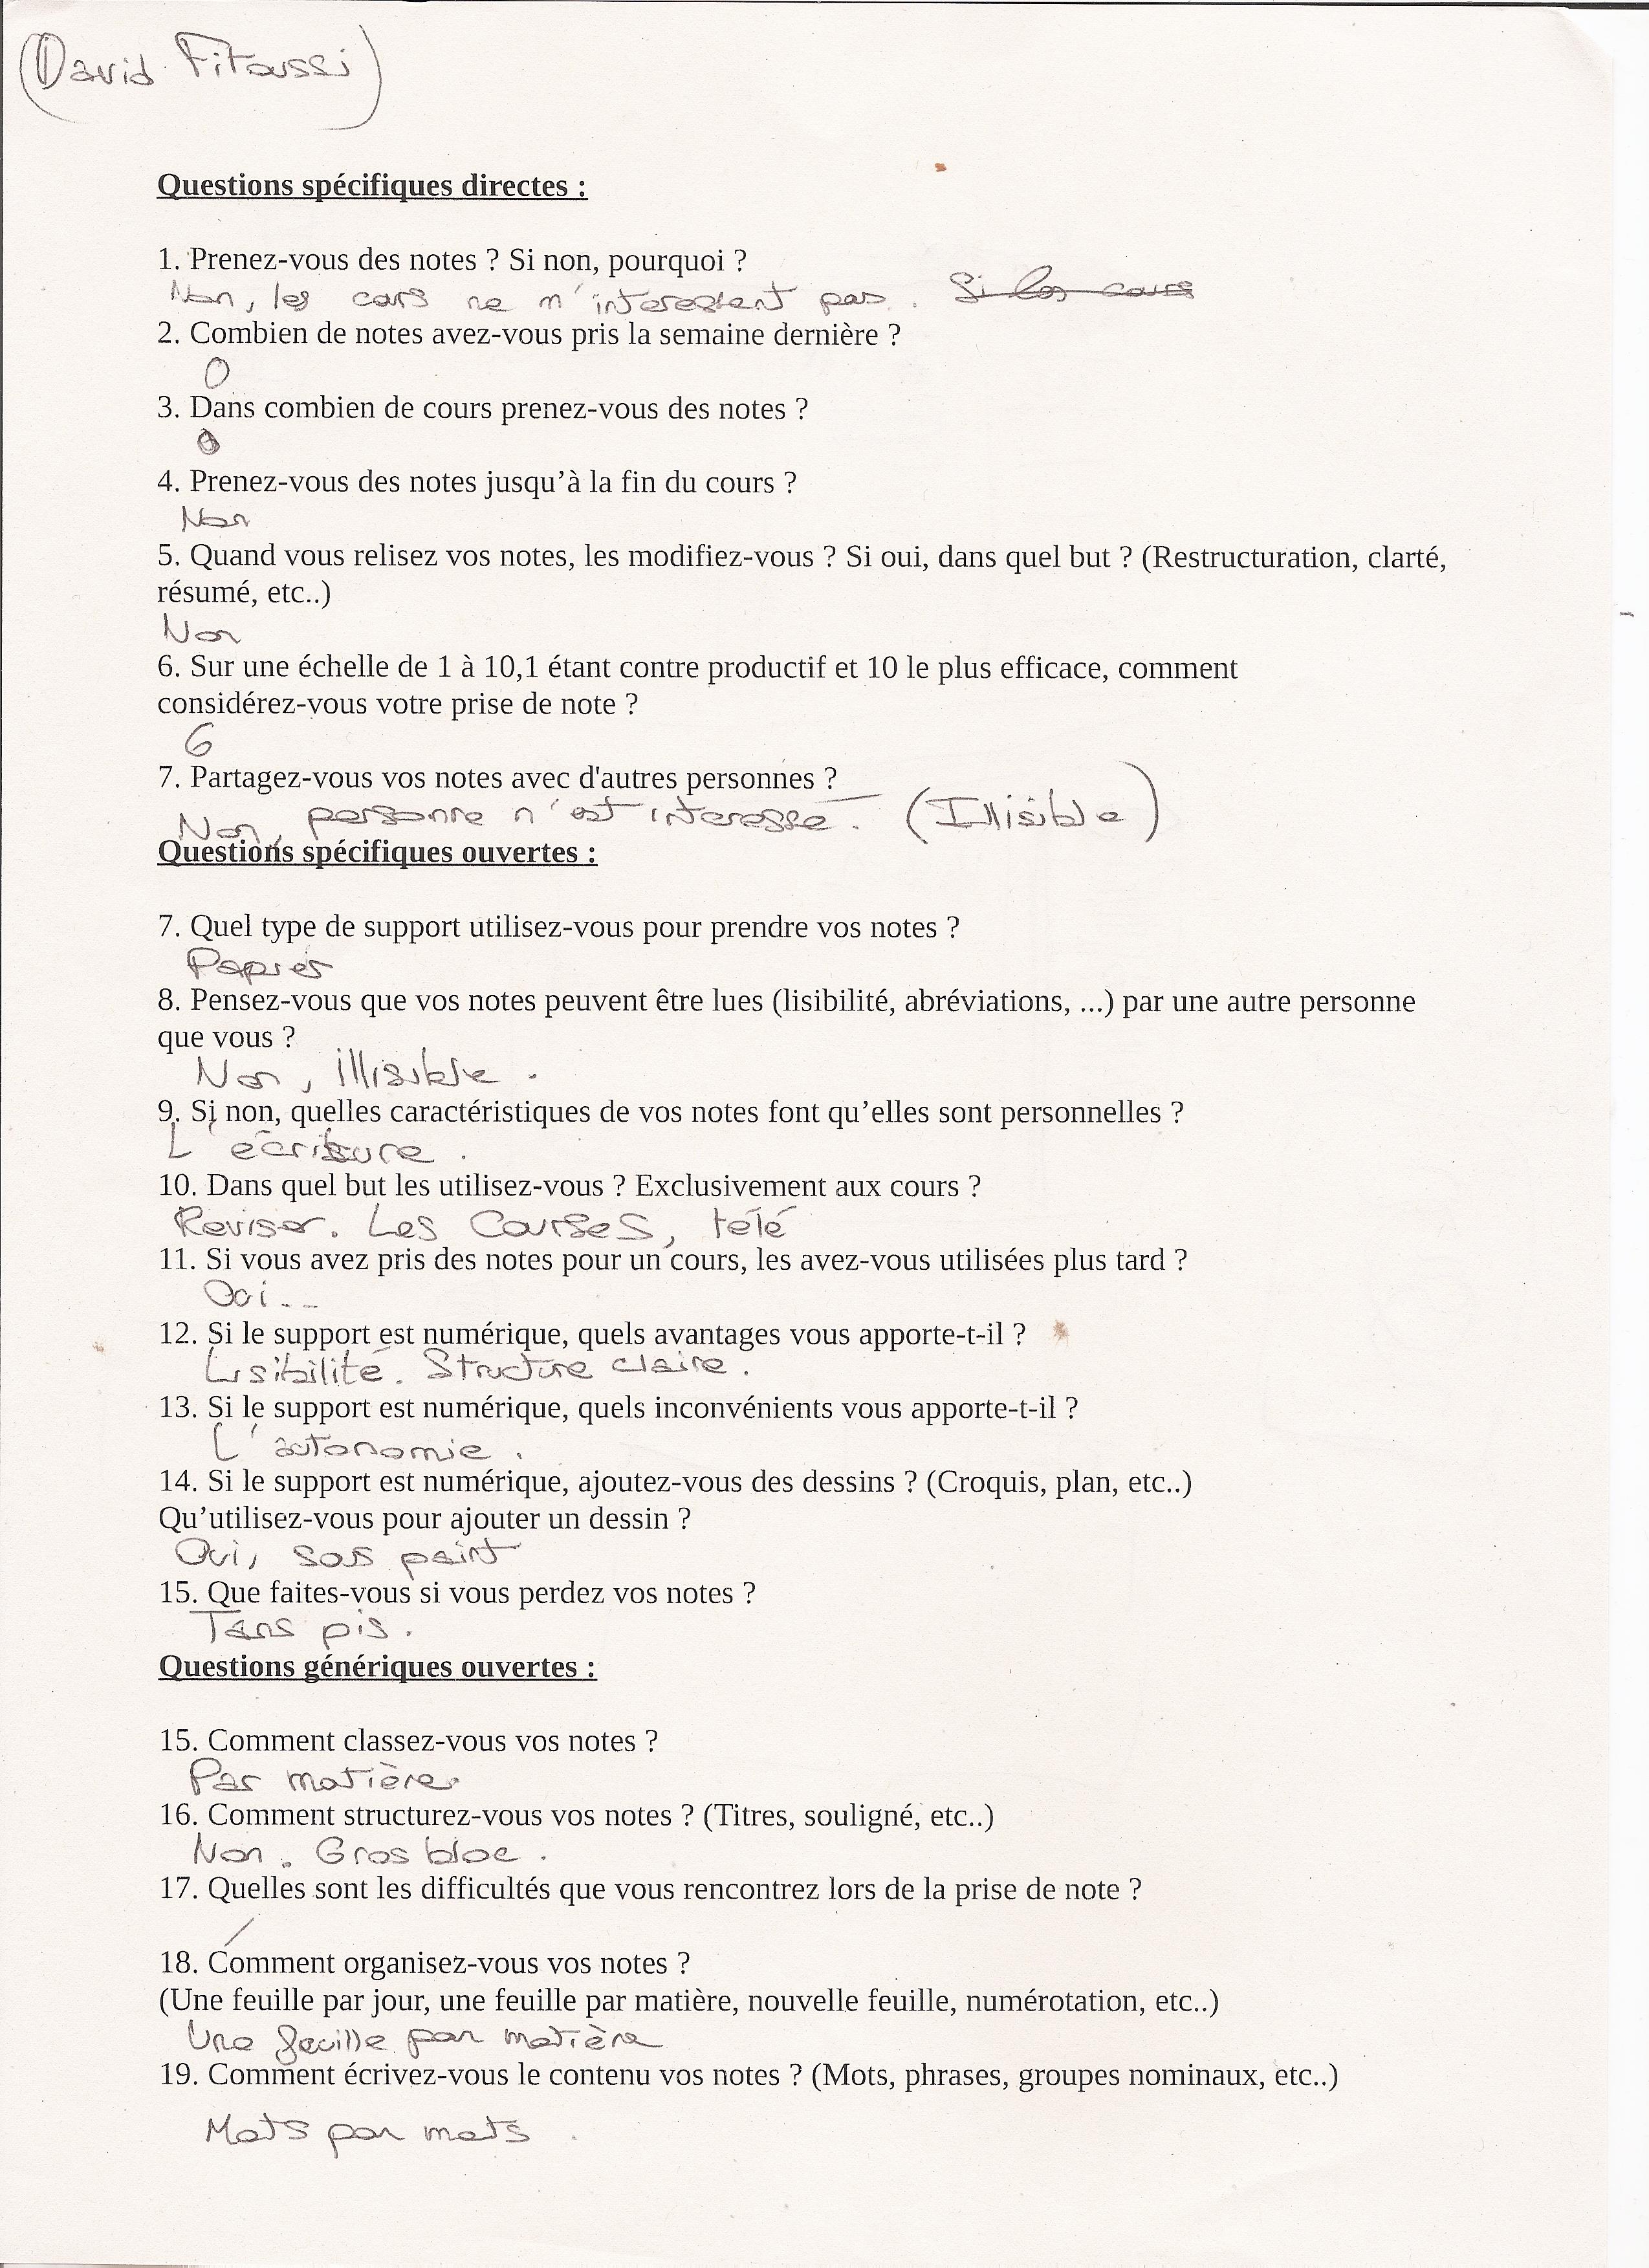 (David Fitoussi)
Questions spécifiques directes :
1. Prenez-vous des notes ? Si non, pourquoi ?
Non, les cours ne m'interessent pas. Si les cours
2. Combien de notes avez-vous pris la semaine dernière ?
0
3. Dans combien de cours prenez-vous des notes ?
0
4. Prenez-vous des notes jusqu’à la fin du cours ?
Non
5. Quand vous relisez vos notes, les modifiez-vous ? Si oui, dans quel but ? (Restructuration, clarté,
résumé, etc..)
Non
6. Sur une échelle de 1 à 10,1 étant contre productif et 10 le plus efficace, comment
considérez-vous votre prise de note ?
6
7. Partagez-vous vos notes avec d'autres personnes ?
Non, personne n'est interessé. (Illisible)
Questions spécifiques ouvertes :
7. Quel type de support utilisez-vous pour prendre vos notes ?
Papier
8. Pensez-vous que vos notes peuvent être lues (lisibilité, abréviations, ...) par une autre personne
que vous ?
Non, illisible.
9. Si non, quelles caractéristiques de vos notes font qu’elles sont personnelles ?
L'écriture.
10. Dans quel but les utilisez-vous ? Exclusivement aux cours ?
Reviser. Les Courses, télé
11. Si vous avez pris des notes pour un cours, les avez-vous utilisées plus tard ?
Oui..
12. Si le support est numérique, quels avantages vous apporte-t-il ?
Lisibilité. Structure claire.
13. Si le support est numérique, quels inconvénients vous apporte-t-il ?
L'autonomie.
14. Si le support est numérique, ajoutez-vous des dessins ? (Croquis, plan, etc..)
Qu’utilisez-vous pour ajouter un dessin ?
Oui, sos paint
15. Que faites-vous si vous perdez vos notes ?
Tans pis.
Questions génériques ouvertes :
15. Comment classez-vous vos notes ?
Par matière.
16. Comment structurez-vous vos notes ? (Titres, souligné, etc..)
Non. Gros bloc.
17. Quelles sont les difficultés que vous rencontrez lors de la prise de note ?
/
18. Comment organisez-vous vos notes ?
(Une feuille par jour, une feuille par matière, nouvelle feuille, numérotation, etc..)
Une feuille par matière
19. Comment écrivez-vous le contenu vos notes ? (Mots, phrases, groupes nominaux, etc..)
Mots par mots.